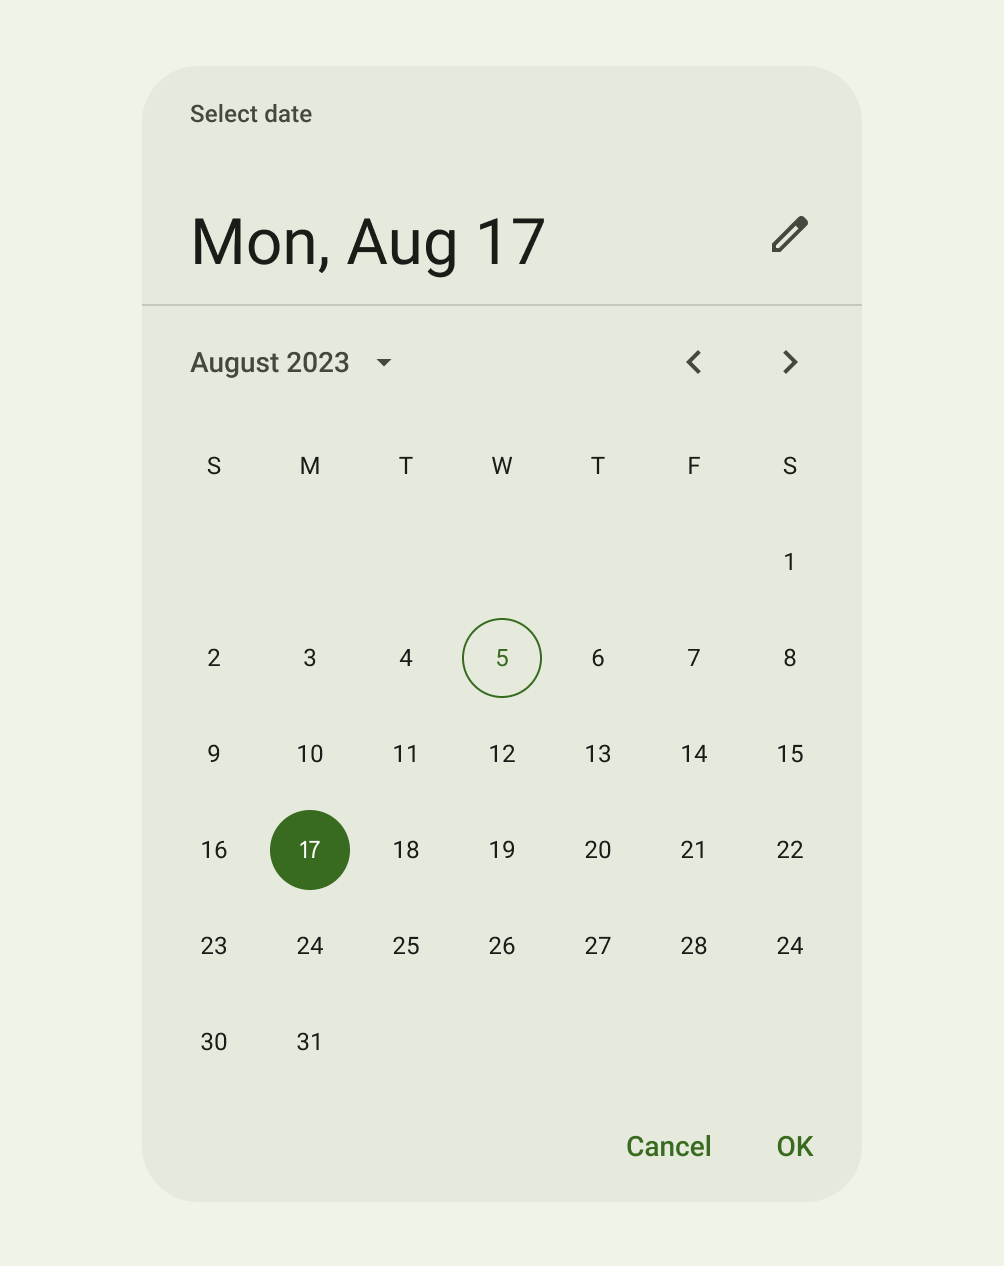 Select date
Mon, Aug 17
August 2023
S M T W T F S
1
2 3 4 5 6 7 8
9 10 11 12 13 14 15
16 17 18 19 20 21 22
23 24 25 26 27 28 24
30 31
Cancel OK